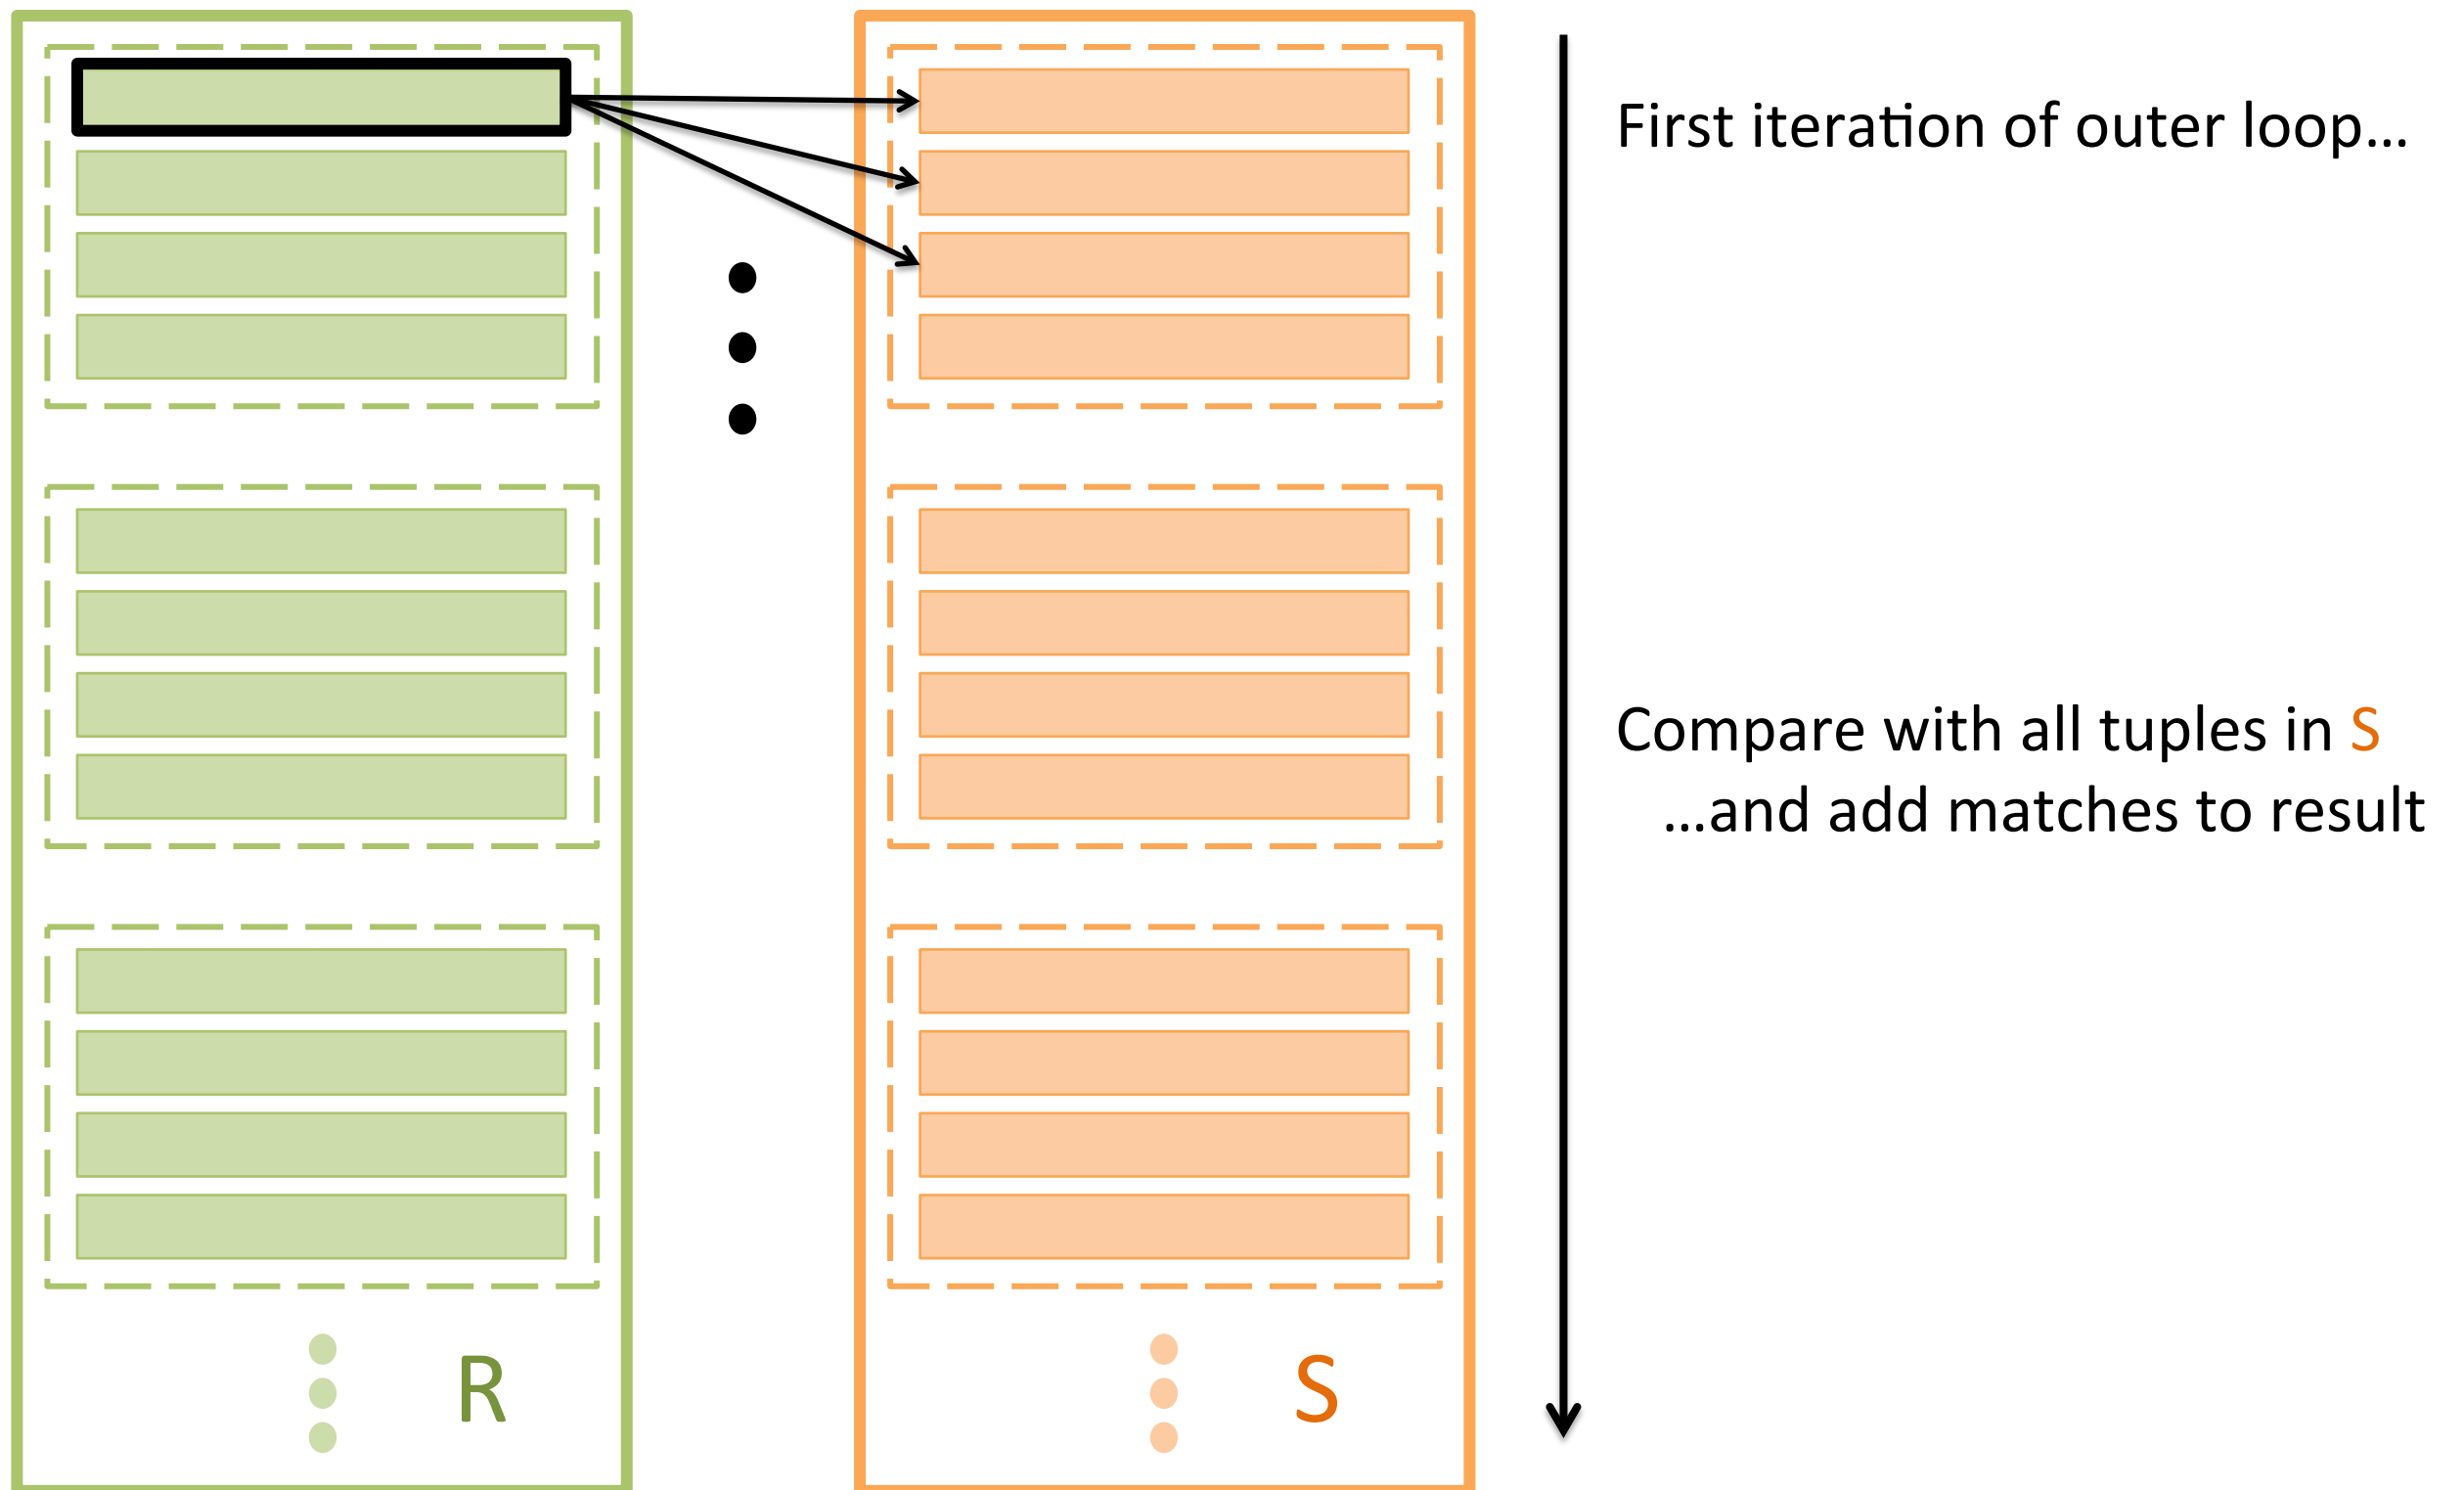 First iteration of outer loop...
Compare with all tuples in S
...and add matches to result
R
S